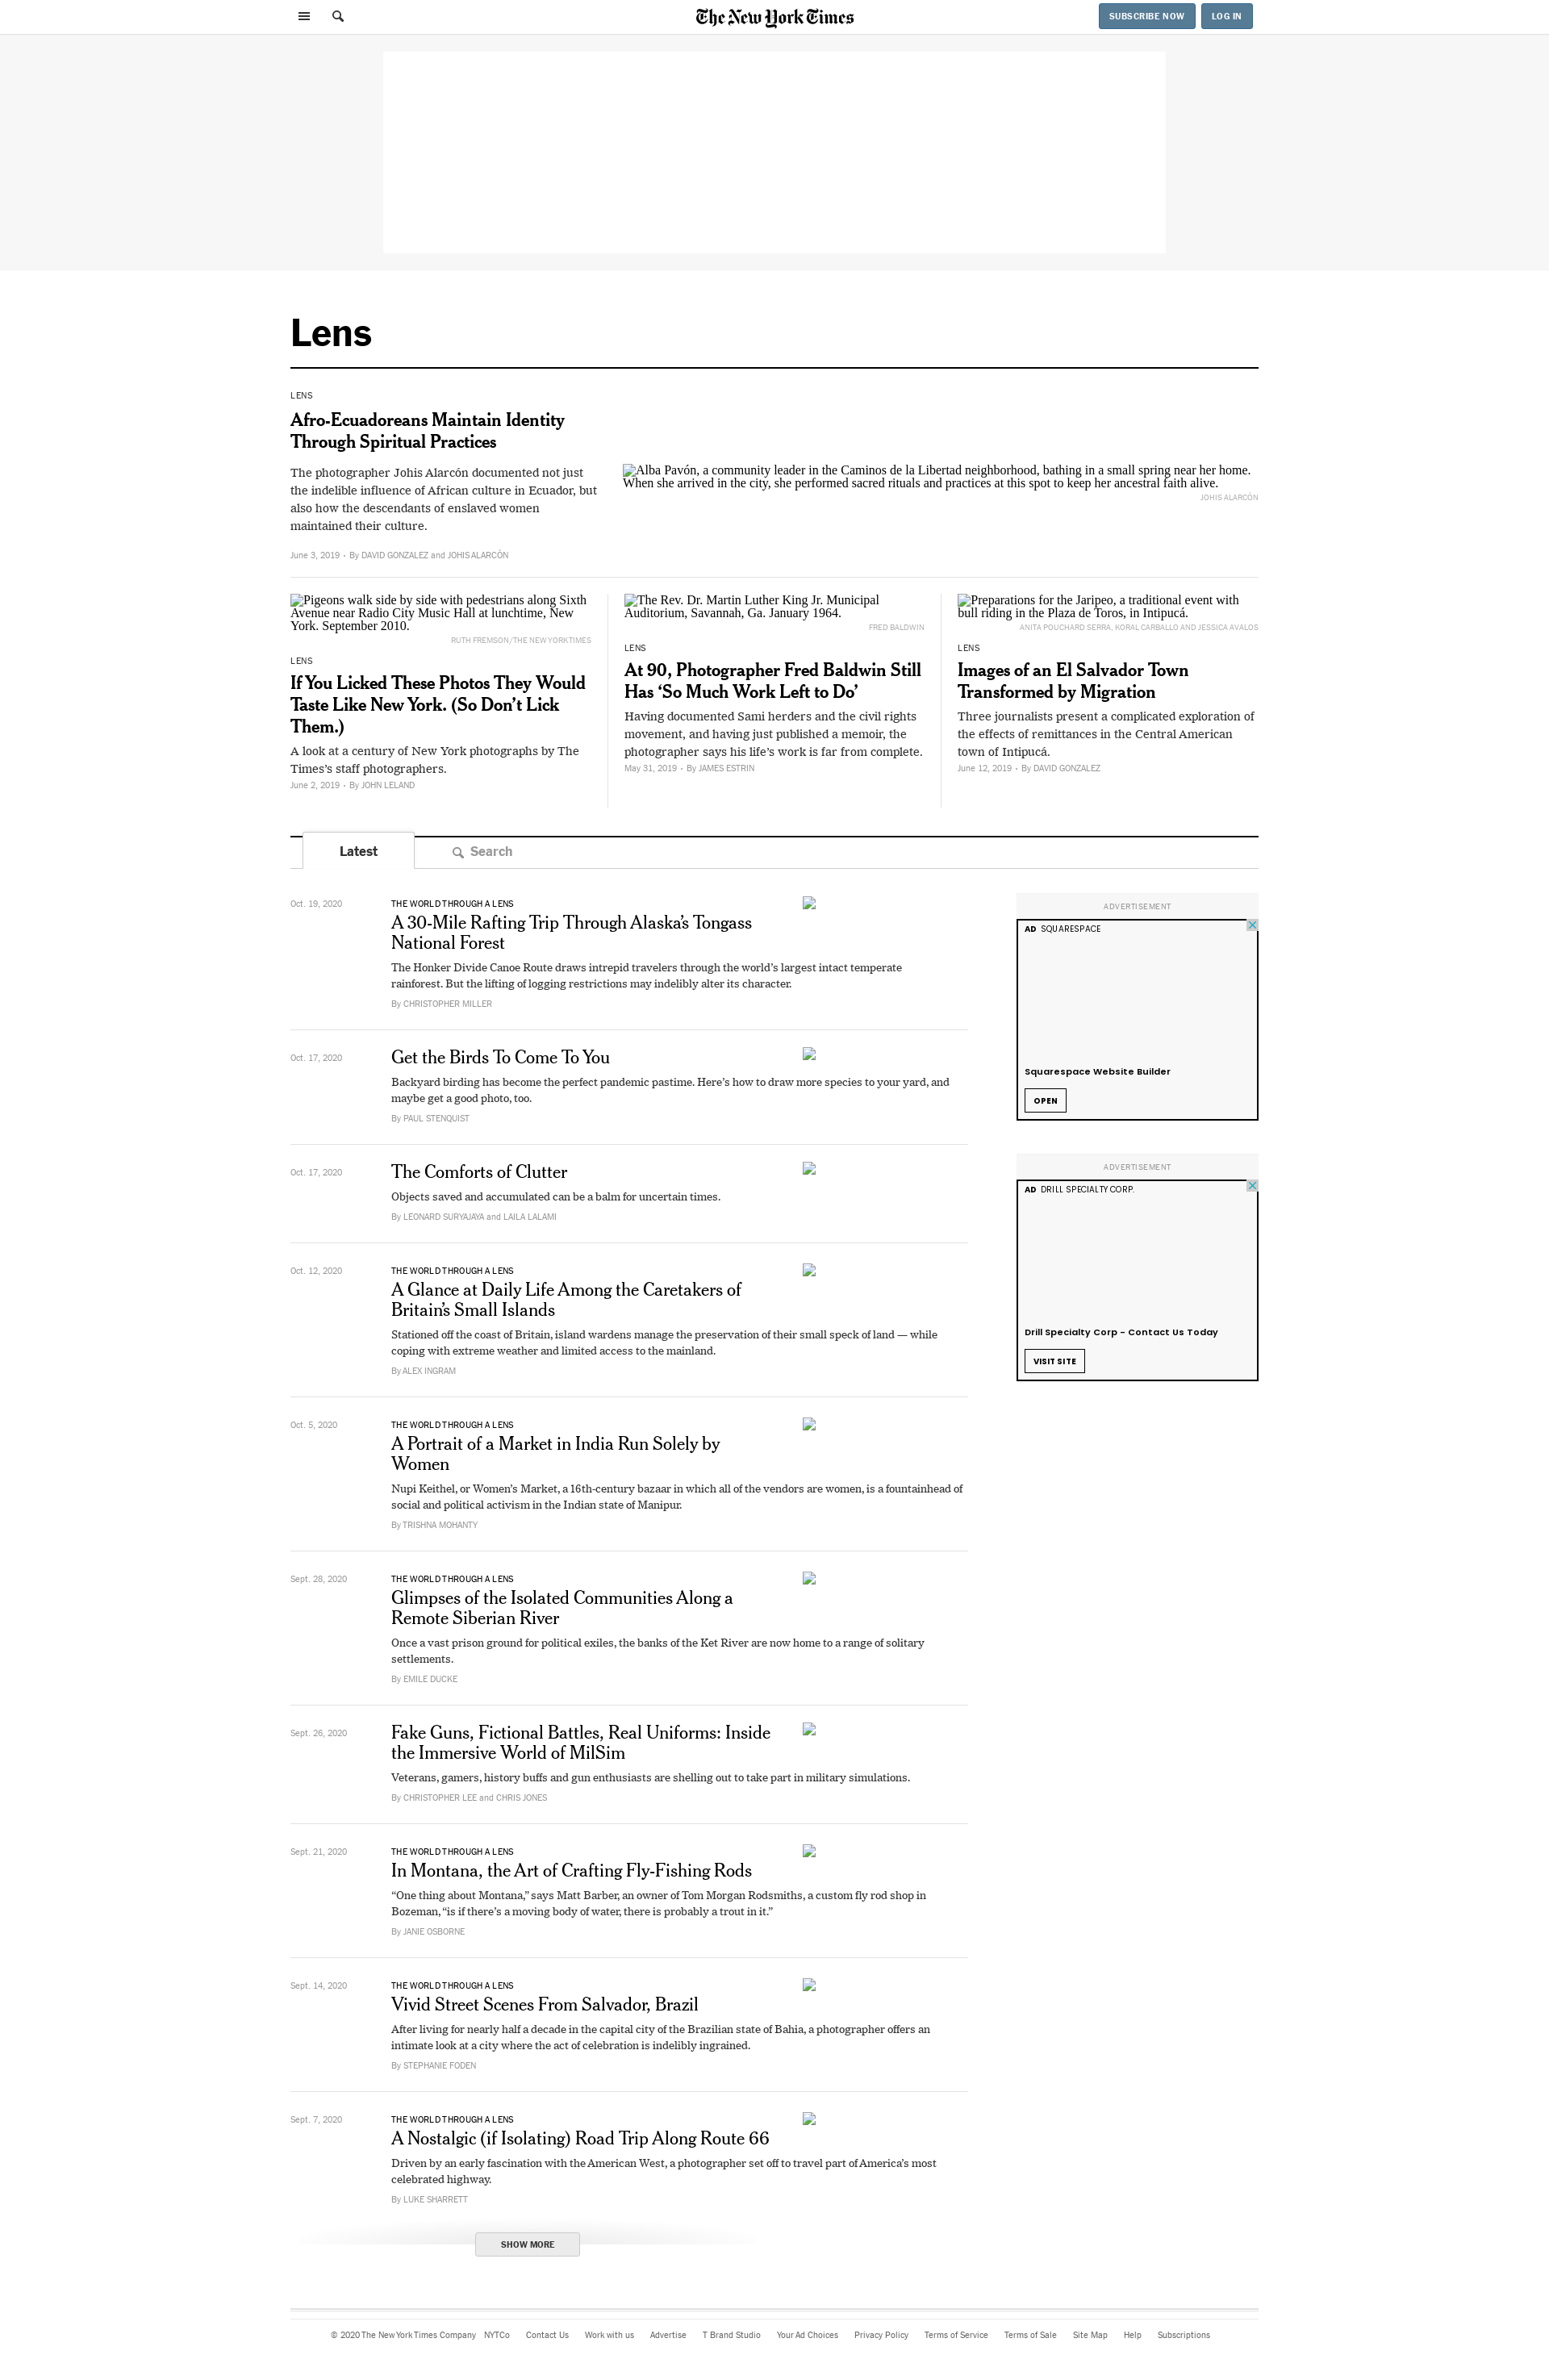 The New York Times
SUBSCRIBE NOW
LOG IN
Lens
LENS
Afro-Ecuadoreans Maintain Identity
Through Spiritual Practices
The photographer Johis Alarcón documented not just
the indelible influence of African culture in Ecuador, but
also how the descendants of enslaved women
maintained their culture.
June 3, 2019 • By DAVID GONZALEZ and JOHIS ALARCÓN
Alba Pavón, a community leader in the Caminos de la Libertad neighborhood, bathing in a small spring near her home.
When she arrived in the city, she performed sacred rituals and practices at this spot to keep her ancestral faith alive.
JOHIS ALARCÓN
Pigeons walk side by side with pedestrians along Sixth
Avenue near Radio City Music Hall at lunchtime, New
York. September 2010.
RUTH FREMSON/THE NEW YORK TIMES
LENS
If You Licked These Photos They Would
Taste Like New York. (So Don’t Lick
Them.)
A look at a century of New York photographs by The
Times’s staff photographers.
June 2, 2019 • By JOHN LELAND
The Rev. Dr. Martin Luther King Jr. Municipal
Auditorium, Savannah, Ga. January 1964.
FRED BALDWIN
LENS
At 90, Photographer Fred Baldwin Still
Has ‘So Much Work Left to Do’
Having documented Sami herders and the civil rights
movement, and having just published a memoir, the
photographer says his life’s work is far from complete.
May 31, 2019 • By JAMES ESTRIN
Preparations for the Jaripeo, a traditional event with
bull riding in the Plaza de Toros, in Intipucá.
ANITA POUCHARD SERRA, KORAL CARBALLO AND JESSICA AVALOS
LENS
Images of an El Salvador Town
Transformed by Migration
Three journalists present a complicated exploration of
the effects of remittances in the Central American
town of Intipucá.
June 12, 2019 • By DAVID GONZALEZ
Latest
Search
Oct. 19, 2020
THE WORLD THROUGH A LENS
A 30-Mile Rafting Trip Through Alaska’s Tongass
National Forest
The Honker Divide Canoe Route draws intrepid travelers through the world’s largest intact temperate
rainforest. But the lifting of logging restrictions may indelibly alter its character.
By CHRISTOPHER MILLER
Oct. 17, 2020
Get the Birds To Come To You
Backyard birding has become the perfect pandemic pastime. Here’s how to draw more species to your yard, and
maybe get a good photo, too.
By PAUL STENQUIST
Oct. 17, 2020
The Comforts of Clutter
Objects saved and accumulated can be a balm for uncertain times.
By LEONARD SURYAJAYA and LAILA LALAMI
Oct. 12, 2020
THE WORLD THROUGH A LENS
A Glance at Daily Life Among the Caretakers of
Britain’s Small Islands
Stationed off the coast of Britain, island wardens manage the preservation of their small speck of land — while
coping with extreme weather and limited access to the mainland.
By ALEX INGRAM
Oct. 5, 2020
THE WORLD THROUGH A LENS
A Portrait of a Market in India Run Solely by
Women
Nupi Keithel, or Women’s Market, a 16th-century bazaar in which all of the vendors are women, is a fountainhead of
social and political activism in the Indian state of Manipur.
By TRISHNA MOHANTY
Sept. 28, 2020
THE WORLD THROUGH A LENS
Glimpses of the Isolated Communities Along a
Remote Siberian River
Once a vast prison ground for political exiles, the banks of the Ket River are now home to a range of solitary
settlements.
By EMILE DUCKE
Sept. 26, 2020
Fake Guns, Fictional Battles, Real Uniforms: Inside
the Immersive World of MilSim
Veterans, gamers, history buffs and gun enthusiasts are shelling out to take part in military simulations.
By CHRISTOPHER LEE and CHRIS JONES
Sept. 21, 2020
THE WORLD THROUGH A LENS
In Montana, the Art of Crafting Fly-Fishing Rods
“One thing about Montana,” says Matt Barber, an owner of Tom Morgan Rodsmiths, a custom fly rod shop in
Bozeman, “is if there’s a moving body of water, there is probably a trout in it.”
By JANIE OSBORNE
Sept. 14, 2020
THE WORLD THROUGH A LENS
Vivid Street Scenes From Salvador, Brazil
After living for nearly half a decade in the capital city of the Brazilian state of Bahia, a photographer offers an
intimate look at a city where the act of celebration is indelibly ingrained.
By STEPHANIE FODEN
Sept. 7, 2020
THE WORLD THROUGH A LENS
A Nostalgic (if Isolating) Road Trip Along Route 66
Driven by an early fascination with the American West, a photographer set off to travel part of America’s most
celebrated highway.
By LUKE SHARRETT
SHOW MORE
ADVERTISEMENT
AD SQUARESPACE
Squarespace Website Builder
OPEN
ADVERTISEMENT
AD DRILL SPECIALTY CORP.
Drill Specialty Corp - Contact Us Today
VISIT SITE
© 2020 The New York Times Company NYTCo Contact Us Work with us Advertise T Brand Studio Your Ad Choices Privacy Policy Terms of Service Terms of Sale Site Map Help Subscriptions